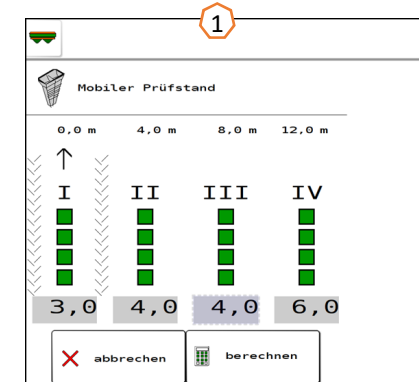 1
Mobiler Prüfstand
0,0 m 4,0 m 8,0 m 12,0 m
I II III IV
3,0 4,0 4,0 6,0
abbrechen berechnen